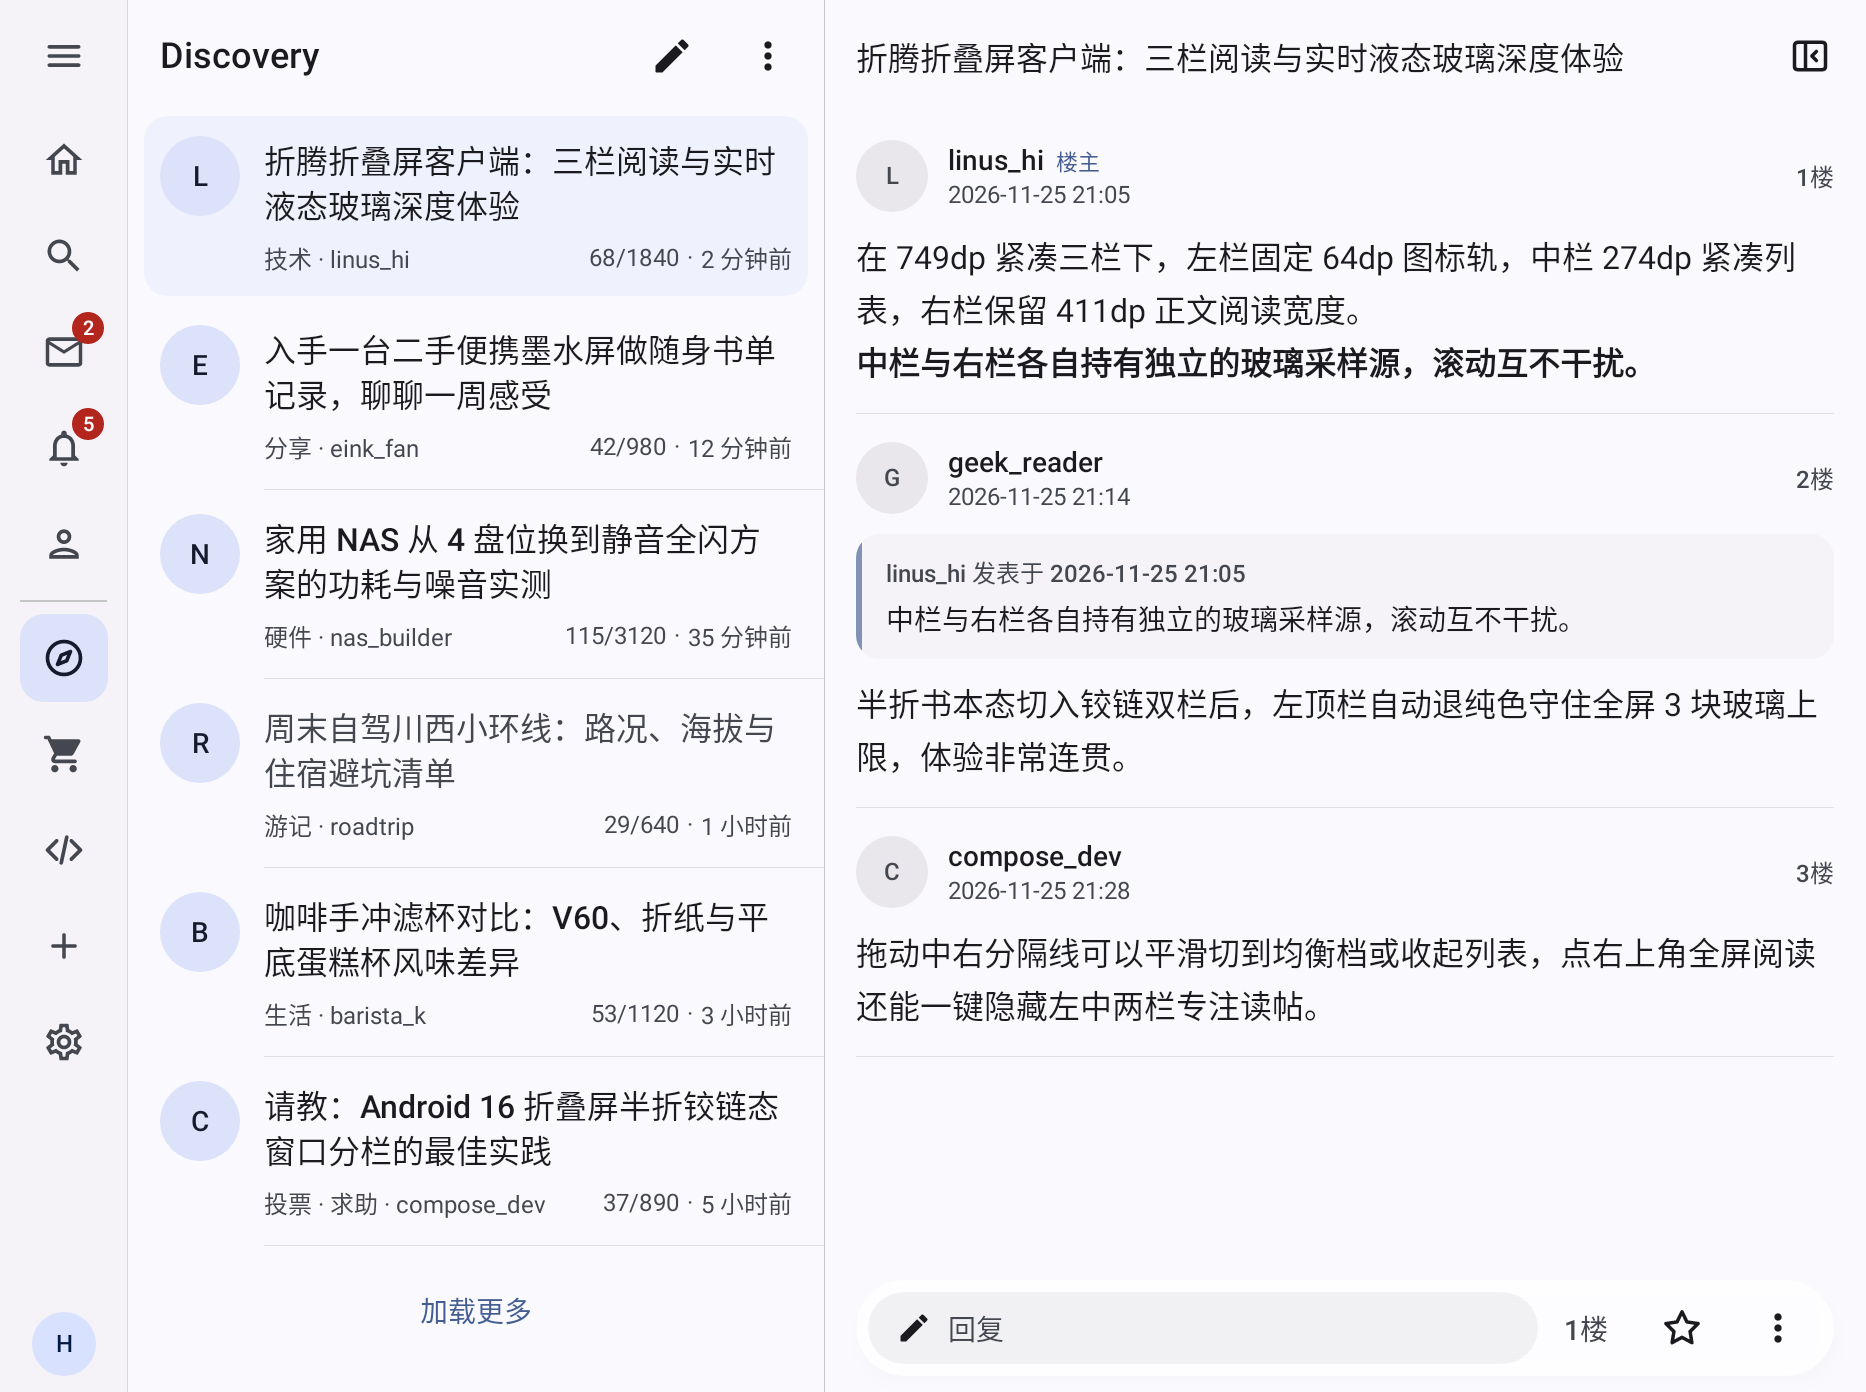 Discovery
2
5
H
L
折腾折叠屏客户端：三栏阅读与实时
液态玻璃深度体验
技术 · linus_hi 68/1840 · 2 分钟前
E
入手一台二手便携墨水屏做随身书单
记录，聊聊一周感受
分享 · eink_fan 42/980 · 12 分钟前
N
家用 NAS 从 4 盘位换到静音全闪方
案的功耗与噪音实测
硬件 · nas_builder 115/3120 · 35 分钟前
R
周末自驾川西小环线：路况、海拔与
住宿避坑清单
游记 · roadtrip 29/640 · 1 小时前
B
咖啡手冲滤杯对比：V60、折纸与平
底蛋糕杯风味差异
生活 · barista_k 53/1120 · 3 小时前
C
请教：Android 16 折叠屏半折铰链态
窗口分栏的最佳实践
投票 · 求助 · compose_dev 37/890 · 5 小时前
加载更多
折腾折叠屏客户端：三栏阅读与实时液态玻璃深度体验
L
linus_hi 楼主
2026-11-25 21:05
1楼
在 749dp 紧凑三栏下，左栏固定 64dp 图标轨，中栏 274dp 紧凑列
表，右栏保留 411dp 正文阅读宽度。
中栏与右栏各自持有独立的玻璃采样源，滚动互不干扰。
G
geek_reader
2026-11-25 21:14
2楼
linus_hi 发表于 2026-11-25 21:05
中栏与右栏各自持有独立的玻璃采样源，滚动互不干扰。
半折书本态切入铰链双栏后，左顶栏自动退纯色守住全屏 3 块玻璃上
限，体验非常连贯。
C
compose_dev
2026-11-25 21:28
3楼
拖动中右分隔线可以平滑切到均衡档或收起列表，点右上角全屏阅读
还能一键隐藏左中两栏专注读帖。
回复
1楼